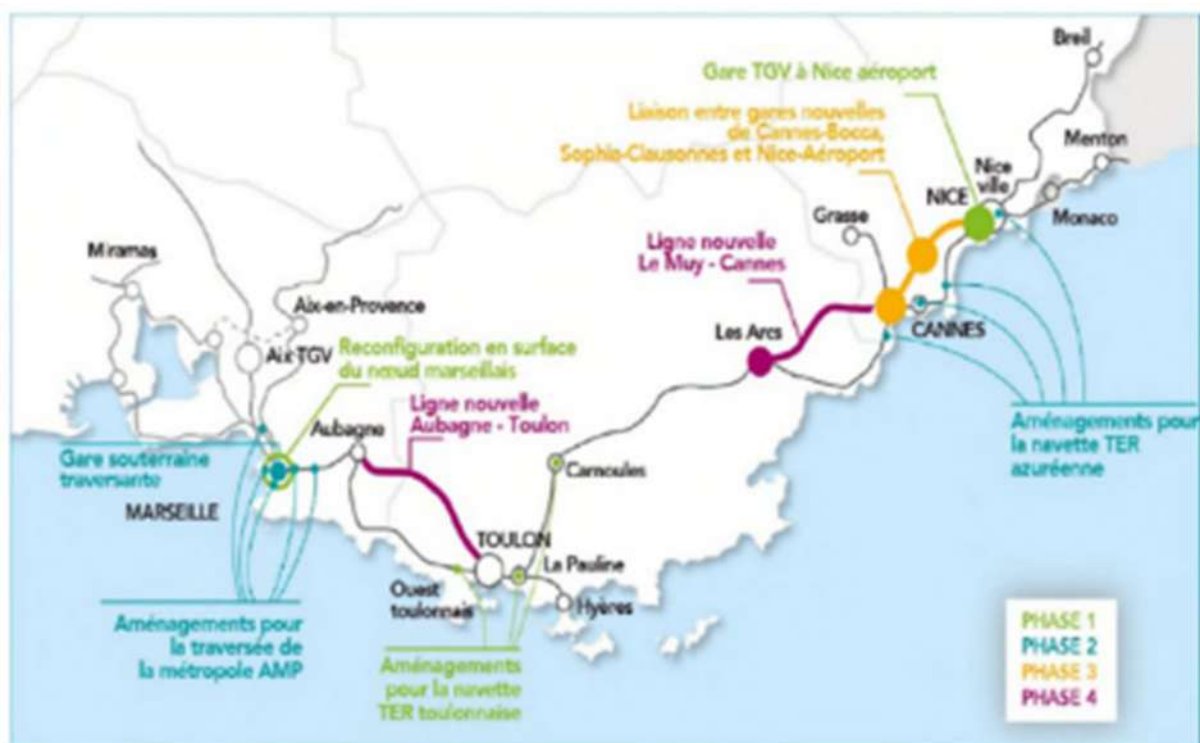 Breil
Gare TGV à Nice aéroport
Liaison entre gares nouvelles
de Cannes-Bocca,
Sophia-Clausonnes et Nice-Aéroport
Menton
Nice
ville
NICE
Monaco
Grasse
Ligne nouvelle
Le Muy - Cannes
Miramas
Aix-en-Provence
Les Arcs
CANNES
Aix-TGV
Reconfiguration en surface
du nœud marseillais
Ligne nouvelle
Aubagne - Toulon
Aubagne
Aménagements pour
la navette TER
azuréenne
Gare souterraine
traversante
Carnoules
MARSEILLE
TOULON
La Pauline
Ouest
toulonnais
Hyères
Aménagements pour
la traversée de
la métropole AMP
Aménagements
pour la navette
TER toulonnaise
PHASE 1
PHASE 2
PHASE 3
PHASE 4